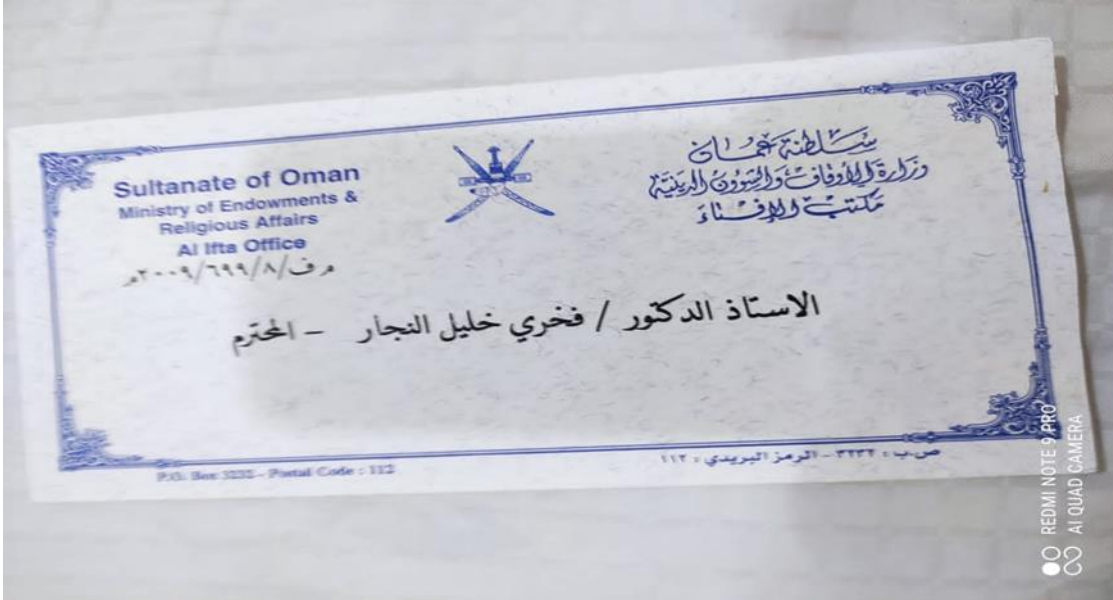 Sultanate of Oman
Ministry of Endowments &
Religious Affairs
Al Ifta Office
م ف/٨/٦٩٩/٢٠٠٩م
سلطنة عمان
وزارة الأوقاف والشؤون الدينية
مكتب الإفتاء
الاستاذ الدكتور / فخري خليل النجار – المحترم
P.O. Box 3232 – Postal Code : 112
ص.ب : ٣٢٣٢ – الرمز البريدي : ١١٢
REDMI NOTE 9 PRO
AI QUAD CAMERA